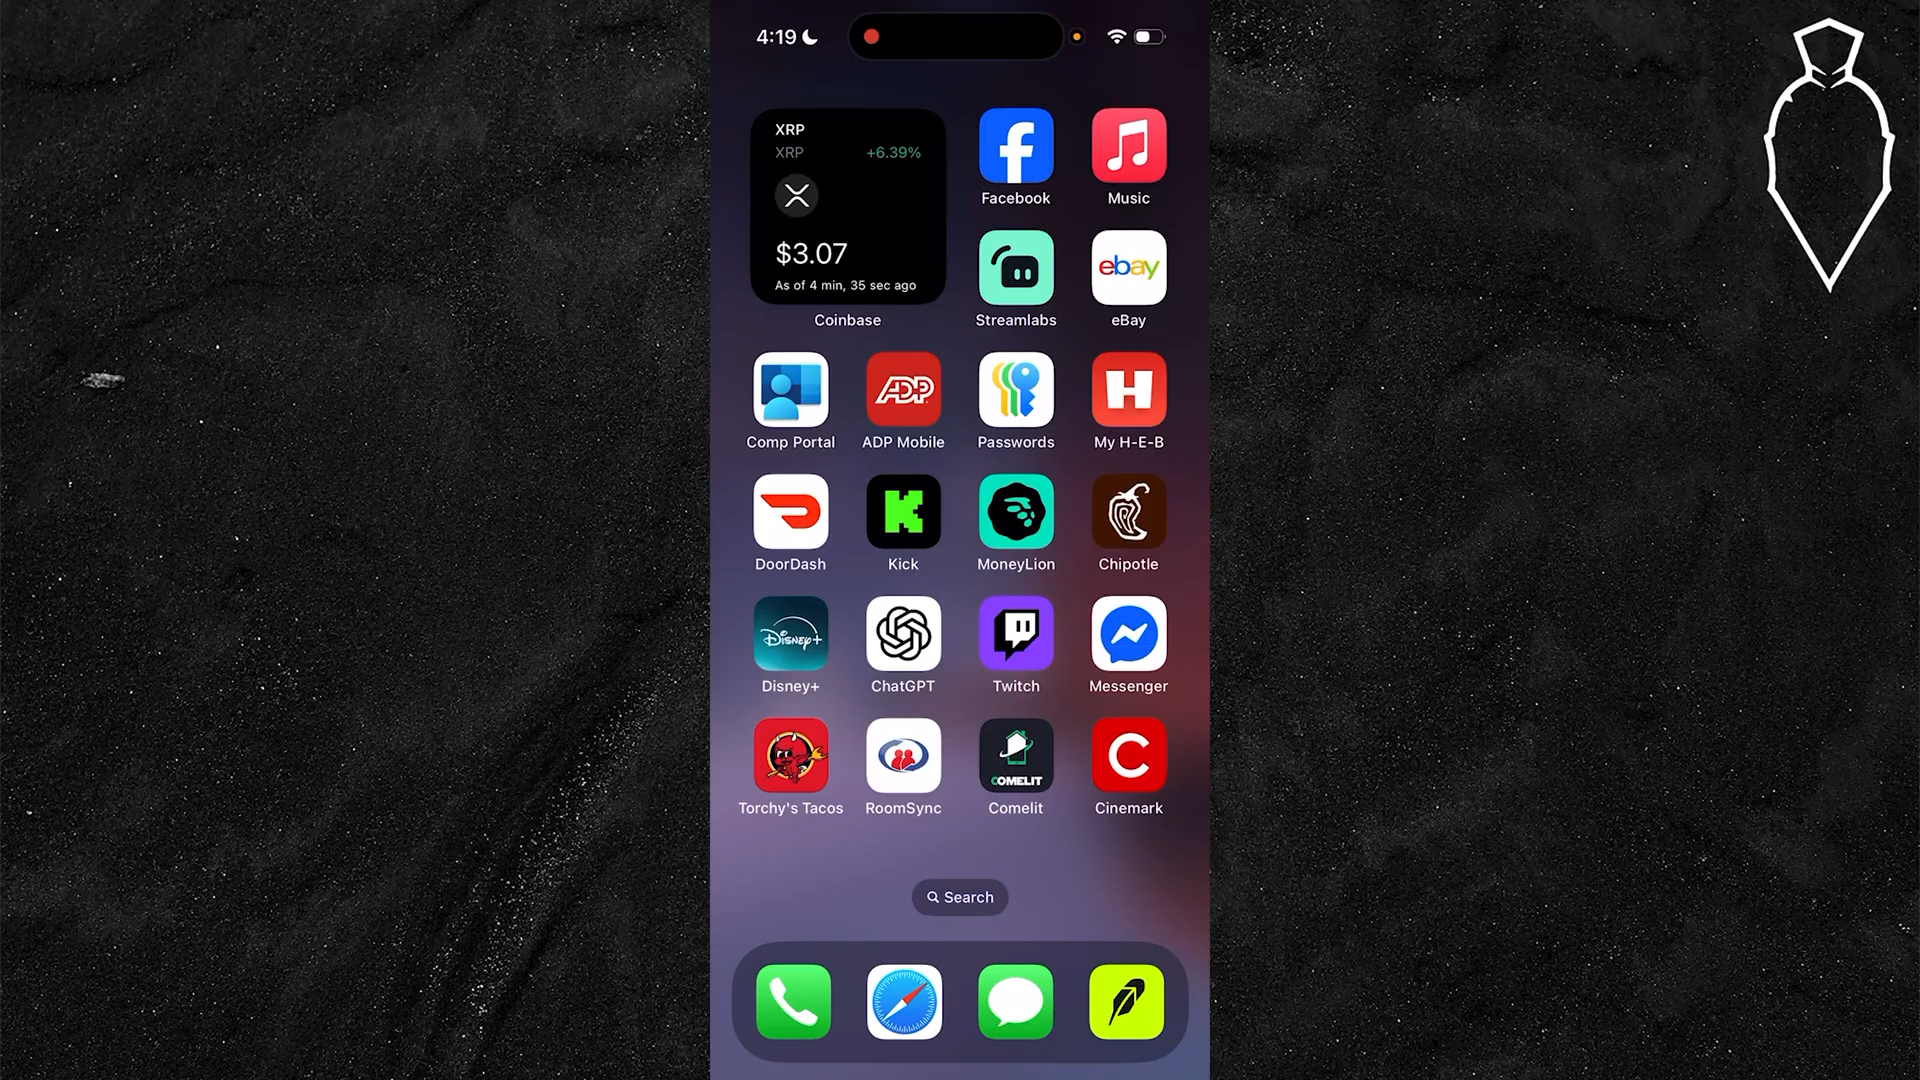 4:19
XRP
XRP +6.39%
$3.07
As of 4 min, 35 sec ago
Coinbase
Facebook
Music
ebay
Streamlabs
eBay
ADP
H
Comp Portal
ADP Mobile
Passwords
My H-E-B
K
DoorDash
Kick
MoneyLion
Chipotle
Disney+
Disney+
ChatGPT
Twitch
Messenger
COMELIT
C
Torchy's Tacos
RoomSync
Comelit
Cinemark
Search